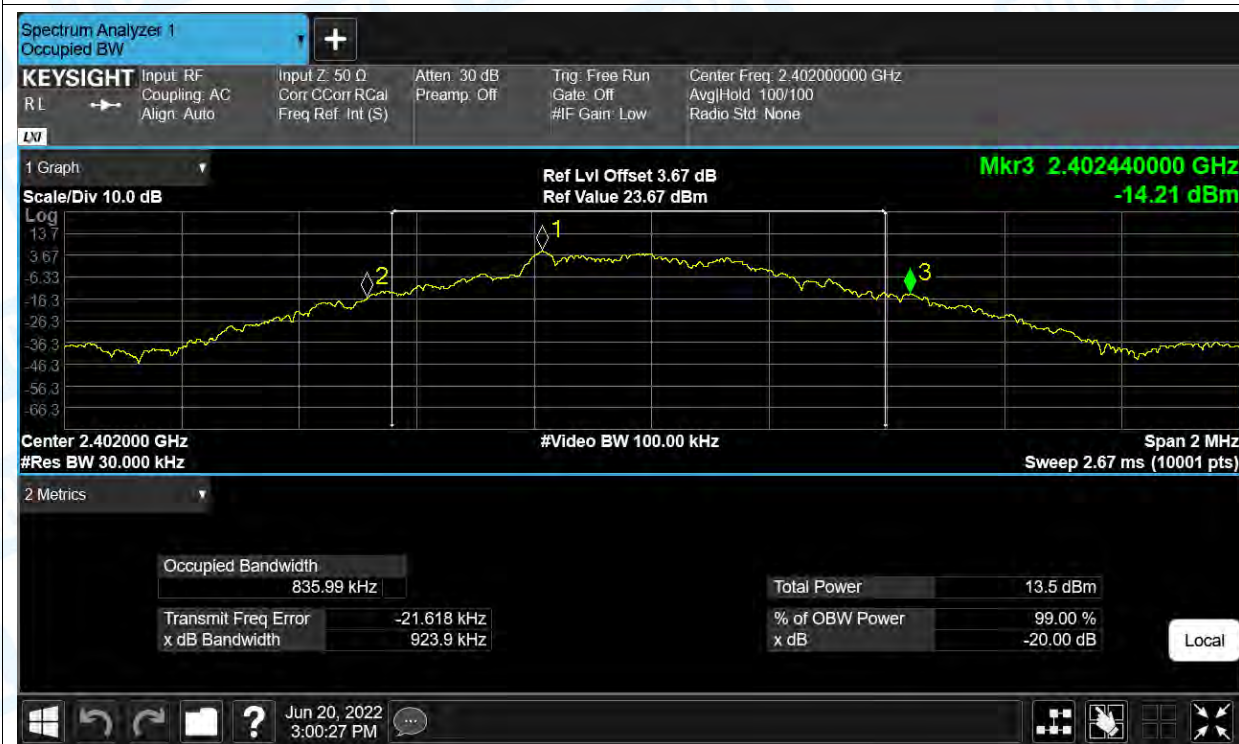 Spectrum Analyzer 1
Occupied BW
+
KEYSIGHT Input: RF Input Z: 50 Ω Atten: 30 dB Trig: Free Run Center Freq: 2.402000000 GHz
R L Coupling: AC Corr CCorr RCal Preamp: Off Gate: Off Avg|Hold: 100/100
Align: Auto Freq Ref: Int (S) #IF Gain: Low Radio Std: None
LXI
1 Graph
Ref Lvl Offset 3.67 dB
Mkr3 2.402440000 GHz
Scale/Div 10.0 dB
Ref Value 23.67 dBm
-14.21 dBm
Log
13.7
3.67
-6.33
-16.3
-26.3
-36.3
-46.3
-56.3
-66.3
1
2
3
Center 2.402000 GHz #Video BW 100.00 kHz Span 2 MHz
#Res BW 30.000 kHz Sweep 2.67 ms (10001 pts)
2 Metrics
Occupied Bandwidth
835.99 kHz
Total Power 13.5 dBm
Transmit Freq Error -21.618 kHz
% of OBW Power 99.00 %
x dB Bandwidth 923.9 kHz
x dB -20.00 dB
Local
?
Jun 20, 2022
3:00:27 PM